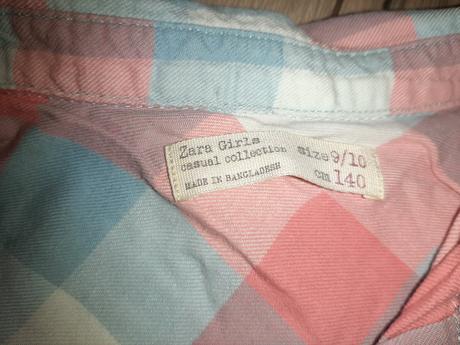 Zara Girls
casual collection
MADE IN BANGLADESH
size 9/10
cm 140